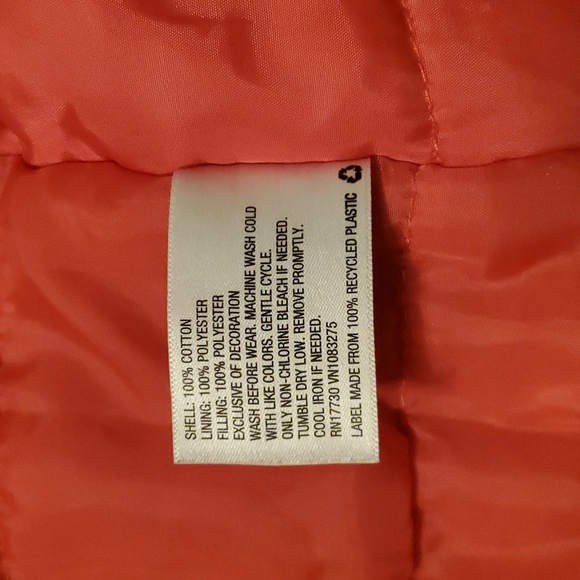 SHELL: 100% COTTON
LINING: 100% POLYESTER
FILLING: 100% POLYESTER
EXCLUSIVE OF DECORATION
WASH BEFORE WEAR. MACHINE WASH COLD
WITH LIKE COLORS. GENTLE CYCLE.
ONLY NON-CHLORINE BLEACH IF NEEDED.
TUMBLE DRY LOW. REMOVE PROMPTLY.
COOL IRON IF NEEDED.
RN17730 VN1083275
LABEL MADE FROM 100% RECYCLED PLASTIC